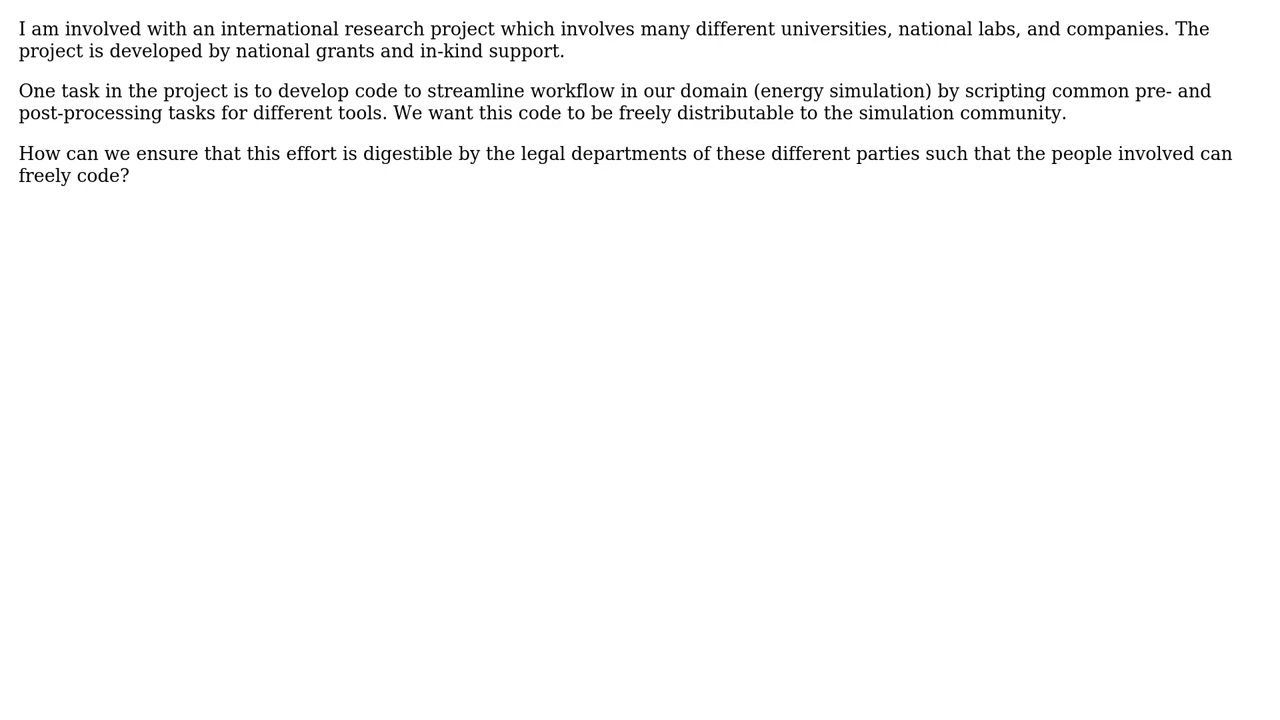 I am involved with an international research project which involves many different universities, national labs, and companies. The
project is developed by national grants and in-kind support.
One task in the project is to develop code to streamline workflow in our domain (energy simulation) by scripting common pre- and
post-processing tasks for different tools. We want this code to be freely distributable to the simulation community.
How can we ensure that this effort is digestible by the legal departments of these different parties such that the people involved can
freely code?